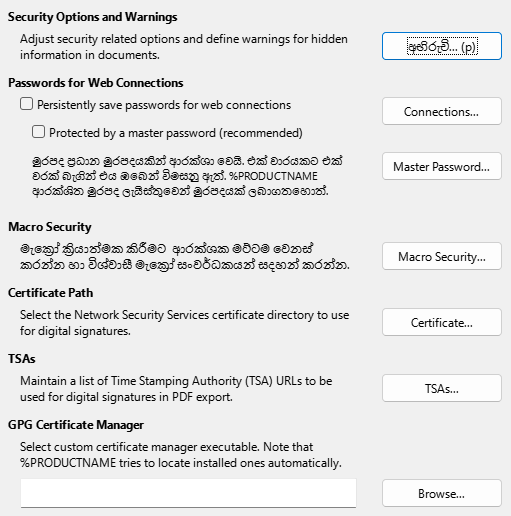 Security Options and Warnings
Adjust security related options and define warnings for hidden
information in documents.
අභිරුචි... (p)
Passwords for Web Connections
Persistently save passwords for web connections
Connections...
Protected by a master password (recommended)
මුරපද ප්‍රධාන මුරපදයකින් ආරක්ශා වෙයි. එක් වාරයකට එක්
වරක් බැගින් එය ඔබෙන් විමසනු ඇත්. %PRODUCTNAME
ආරක්ශිත මුරපද ලැයිස්තුවෙන් මුරපදයක් ලබාගතහොත්.
Master Password...
Macro Security
මැක්‍රෝ ක්‍රියාත්මක කිරීමට  ආරක්ශක මට්ටම වෙනස්
කරන්න හා විශ්වාසී මැක්‍රෝ සංවර්ධකයන් සඳහන් කරන්න.
Macro Security...
Certificate Path
Select the Network Security Services certificate directory to use
for digital signatures.
Certificate...
TSAs
Maintain a list of Time Stamping Authority (TSA) URLs to be
used for digital signatures in PDF export.
TSAs...
GPG Certificate Manager
Select custom certificate manager executable. Note that
%PRODUCTNAME tries to locate installed ones automatically.
Browse...